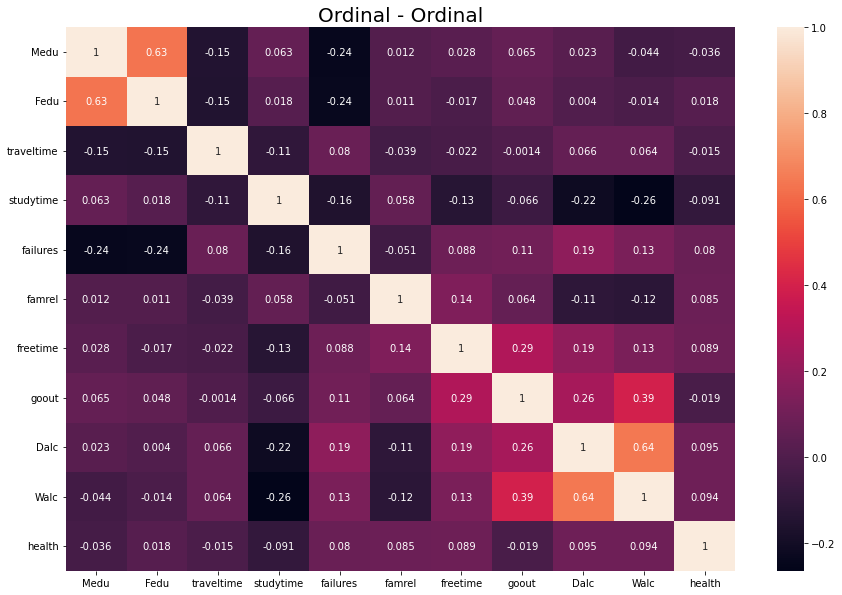 Ordinal - Ordinal
Medu 1 0.63 -0.15 0.063 -0.24 0.012 0.028 0.065 0.023 -0.044 -0.036
Fedu 0.63 1 -0.15 0.018 -0.24 0.011 -0.017 0.048 0.004 -0.014 0.018
traveltime -0.15 -0.15 1 -0.11 0.08 -0.039 -0.022 -0.0014 0.066 0.064 -0.015
studytime 0.063 0.018 -0.11 1 -0.16 0.058 -0.13 -0.066 -0.22 -0.26 -0.091
failures -0.24 -0.24 0.08 -0.16 1 -0.051 0.088 0.11 0.19 0.13 0.08
famrel 0.012 0.011 -0.039 0.058 -0.051 1 0.14 0.064 -0.11 -0.12 0.085
freetime 0.028 -0.017 -0.022 -0.13 0.088 0.14 1 0.29 0.19 0.13 0.089
goout 0.065 0.048 -0.0014 -0.066 0.11 0.064 0.29 1 0.26 0.39 -0.019
Dalc 0.023 0.004 0.066 -0.22 0.19 -0.11 0.19 0.26 1 0.64 0.095
Walc -0.044 -0.014 0.064 -0.26 0.13 -0.12 0.13 0.39 0.64 1 0.094
health -0.036 0.018 -0.015 -0.091 0.08 0.085 0.089 -0.019 0.095 0.094 1
Medu Fedu traveltime studytime failures famrel freetime goout Dalc Walc health
1.0
0.8
0.6
0.4
0.2
0.0
−0.2